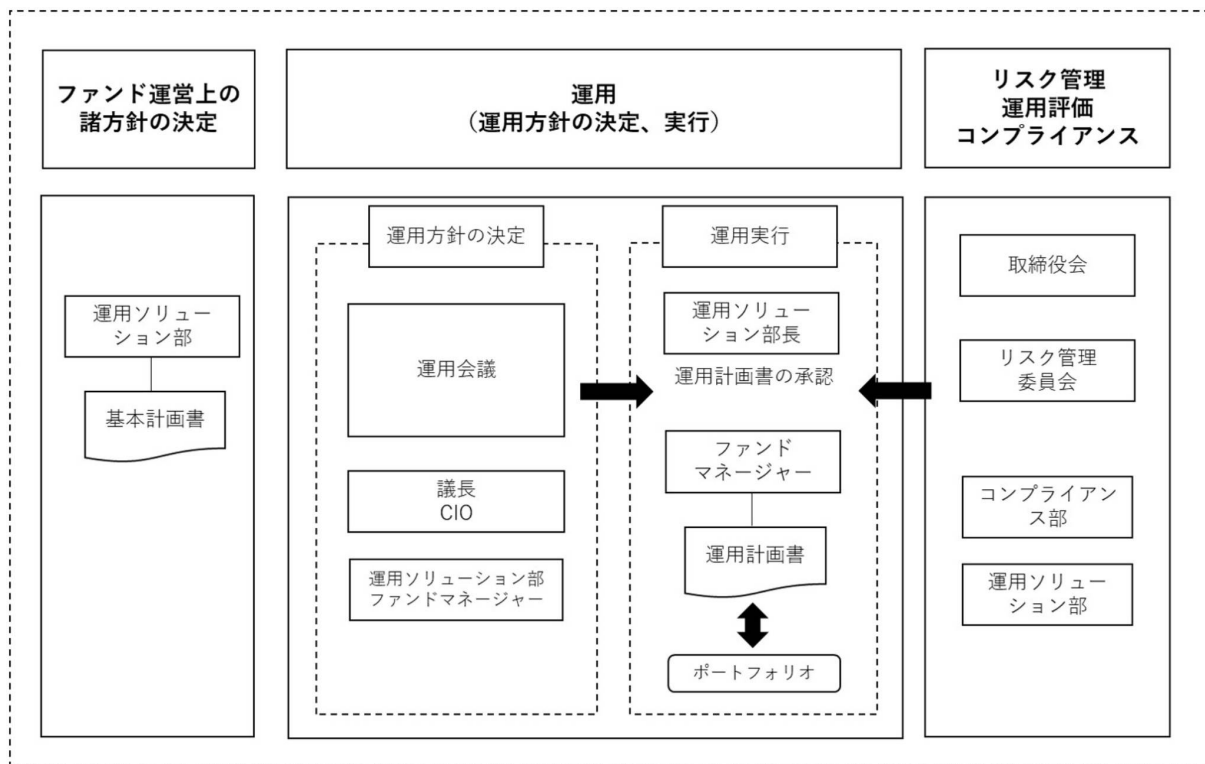 ファンド運営上の
諸方針の決定
運用
（運用方針の決定、実行）
リスク管理
運用評価
コンプライアンス
運用ソリュー
ション部
基本計画書
運用方針の決定
運用会議
議長
CIO
運用ソリューション部
ファンドマネージャー
運用実行
運用ソリュー
ション部長
運用計画書の承認
ファンド
マネージャー
運用計画書
ポートフォリオ
取締役会
リスク管理
委員会
コンプライアン
ス部
運用ソリュー
ション部